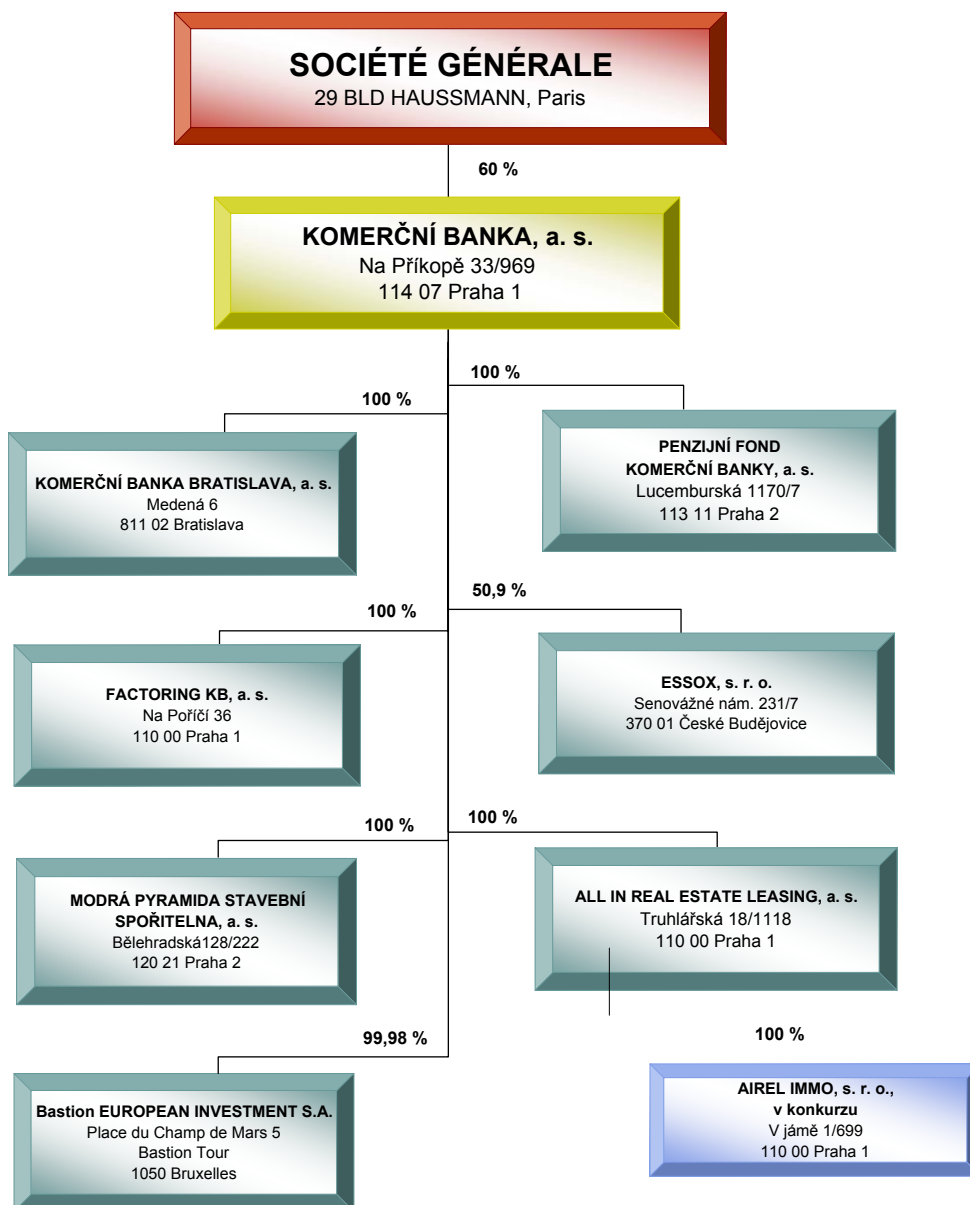 SOCIÉTÉ GÉNÉRALE
29 BLD HAUSSMANN, Paris
60 %
KOMERČNÍ BANKA, a. s.
Na Příkopě 33/969
114 07 Praha 1
100 %
100 %
KOMERČNÍ BANKA BRATISLAVA, a. s.
Medená 6
811 02 Bratislava
PENZIJNÍ FOND
KOMERČNÍ BANKY, a. s.
Lucemburská 1170/7
113 11 Praha 2
100 %
50,9 %
FACTORING KB, a. s.
Na Poříčí 36
110 00 Praha 1
ESSOX, s. r. o.
Senovážné nám. 231/7
370 01 České Budějovice
100 %
100 %
MODRÁ PYRAMIDA STAVEBNÍ
SPOŘITELNA, a. s.
Bělehradská128/222
120 21 Praha 2
ALL IN REAL ESTATE LEASING, a. s.
Truhlářská 18/1118
110 00 Praha 1
99,98 %
100 %
Bastion EUROPEAN INVESTMENT S.A.
Place du Champ de Mars 5
Bastion Tour
1050 Bruxelles
AIREL IMMO, s. r. o.,
v konkurzu
V jámě 1/699
110 00 Praha 1